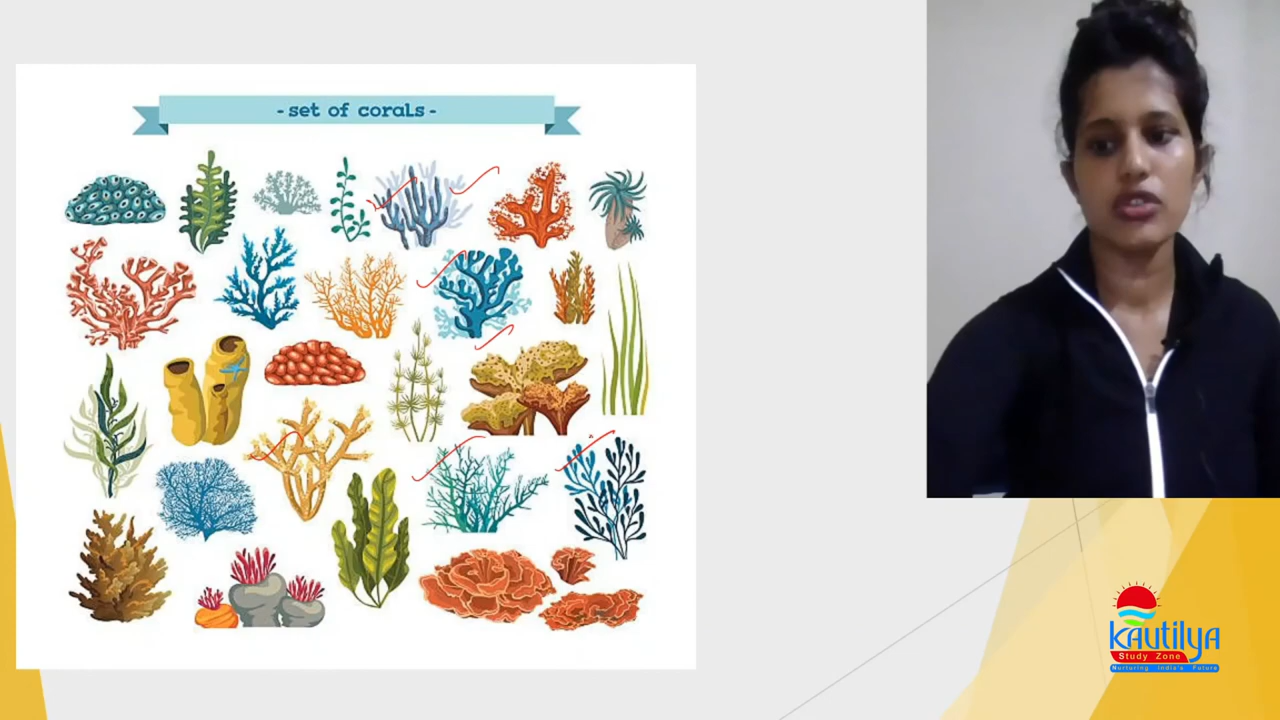 - set of corals -
Kautilya
Study Zone
Nurturing India's Future